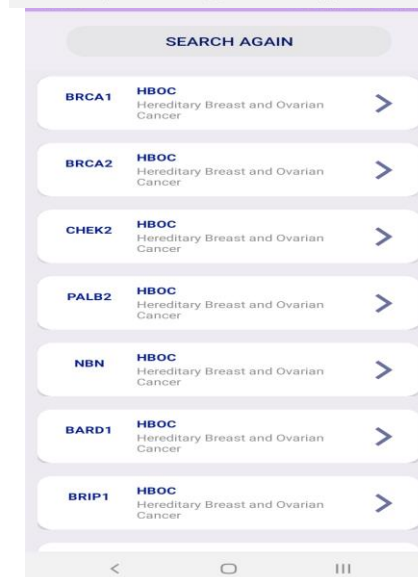 SEARCH AGAIN
BRCA1
HBOC
Hereditary Breast and Ovarian
Cancer
BRCA2
HBOC
Hereditary Breast and Ovarian
Cancer
CHEK2
HBOC
Hereditary Breast and Ovarian
Cancer
PALB2
HBOC
Hereditary Breast and Ovarian
Cancer
NBN
HBOC
Hereditary Breast and Ovarian
Cancer
BARD1
HBOC
Hereditary Breast and Ovarian
Cancer
BRIP1
HBOC
Hereditary Breast and Ovarian
Cancer